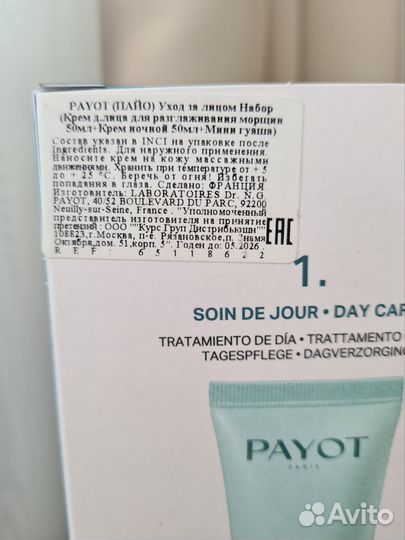 PAYOT (ПАЙО) Уход за лицом Набор
(Крем д.лица для разглаживания морщин
50мл+Крем ночной 50мл+Мини гуаша)
Состав указан в INCI на упаковке после
Ingredients. Для наружного применения.
Наносите крем на кожу массажными
движениями. Хранить при температуре от + 5
до + 25 °C. Беречь от огня! Избегать
попадания в глаза. Сделано: ФРАНЦИЯ.
Изготовитель: LABORATOIRES Dr. N.G.
PAYOT, 40/52 BOULEVARD DU PARC, 92200
Neuilly-sur-Seine, France . "Уполномоченный
представитель изготовителя на принятие
претензий: ООО ""Курс Груп Дистрибьюшн""
108823, г.Москва, п-е. Рязановское, п. Знамя
Октября,дом. 51,корп. 5". Годен до: 05.2026 .
REF: 65118622
EAC
1.
SOIN DE JOUR • DAY CAR
TRATAMIENTO DE DÍA • TRATTAMENTO
TAGESPFLEGE • DAGVERZORGING
PAYOT
PARIS
Avito